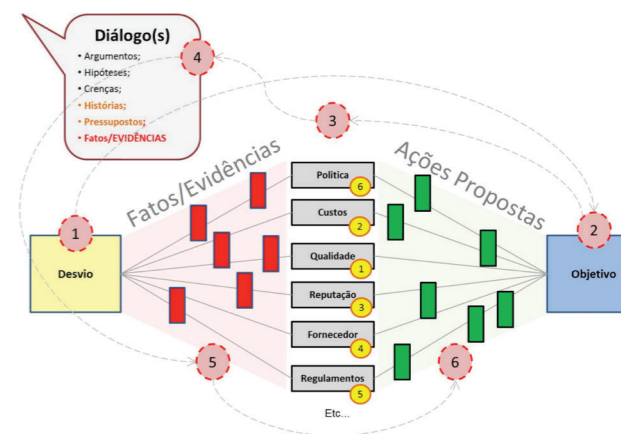 Diálogo(s)
• Argumentos;
• Hipóteses;
• Crenças;
• Histórias;
• Pressupostos;
• Fatos/EVIDÊNCIAS
4
3
Fatos/Evidências
Ações Propostas
1
Desvio
2
Objetivo
Política
6
Custos
2
Qualidade
1
Reputação
3
Fornecedor
4
Regulamentos
5
Etc...
5
6